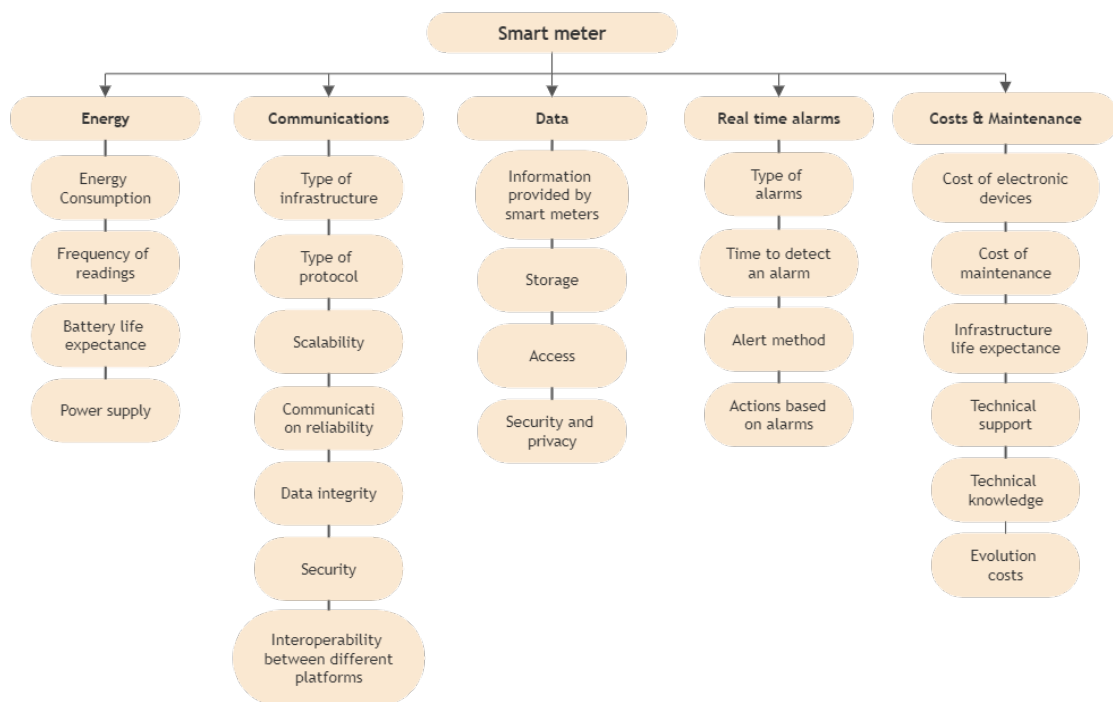 Smart meter
Energy
Communications
Data
Real time alarms
Costs & Maintenance
Energy
Consumption
Frequency of
readings
Battery life
expectance
Power supply
Type of
infrastructure
Type of
protocol
Scalability
Communicati
on reliability
Data integrity
Security
Interoperability
between different
platforms
Information
provided by
smart meters
Storage
Access
Security and
privacy
Type of
alarms
Time to detect
an alarm
Alert method
Actions based
on alarms
Cost of electronic
devices
Cost of
maintenance
Infrastructure
life expectance
Technical
support
Technical
knowledge
Evolution
costs